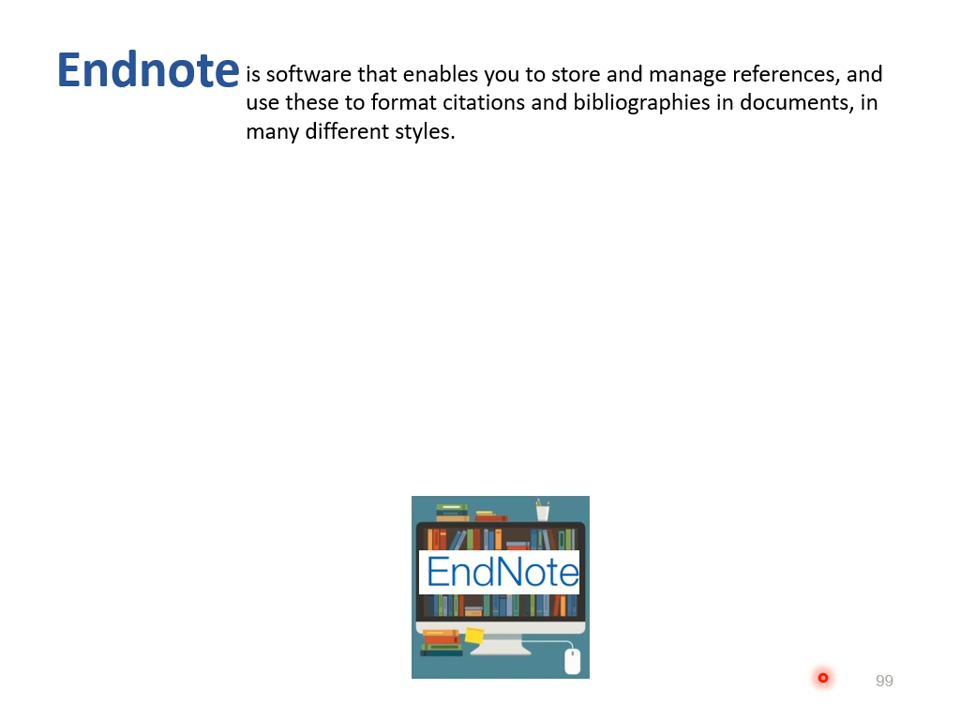 Endnote is software that enables you to store and manage references, and
use these to format citations and bibliographies in documents, in
many different styles.
EndNote
99